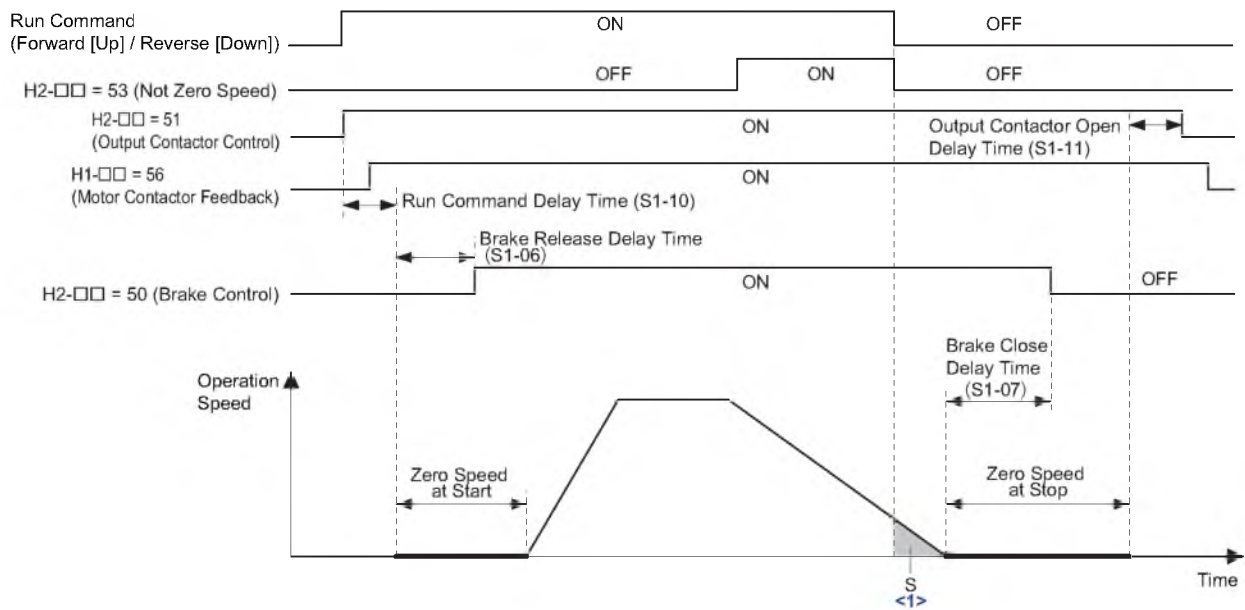 Run Command
(Forward [Up] / Reverse [Down])
ON
OFF
H2-□□ = 53 (Not Zero Speed)
OFF
ON
OFF
H2-□□ = 51
(Output Contactor Control)
ON
Output Contactor Open
Delay Time (S1-11)
H1-□□ = 56
(Motor Contactor Feedback)
ON
Run Command Delay Time (S1-10)
Brake Release Delay Time
(S1-06)
H2-□□ = 50 (Brake Control)
ON
OFF
Brake Close
Delay Time
(S1-07)
Operation
Speed
Zero Speed
at Start
Zero Speed
at Stop
S
<1>
Time